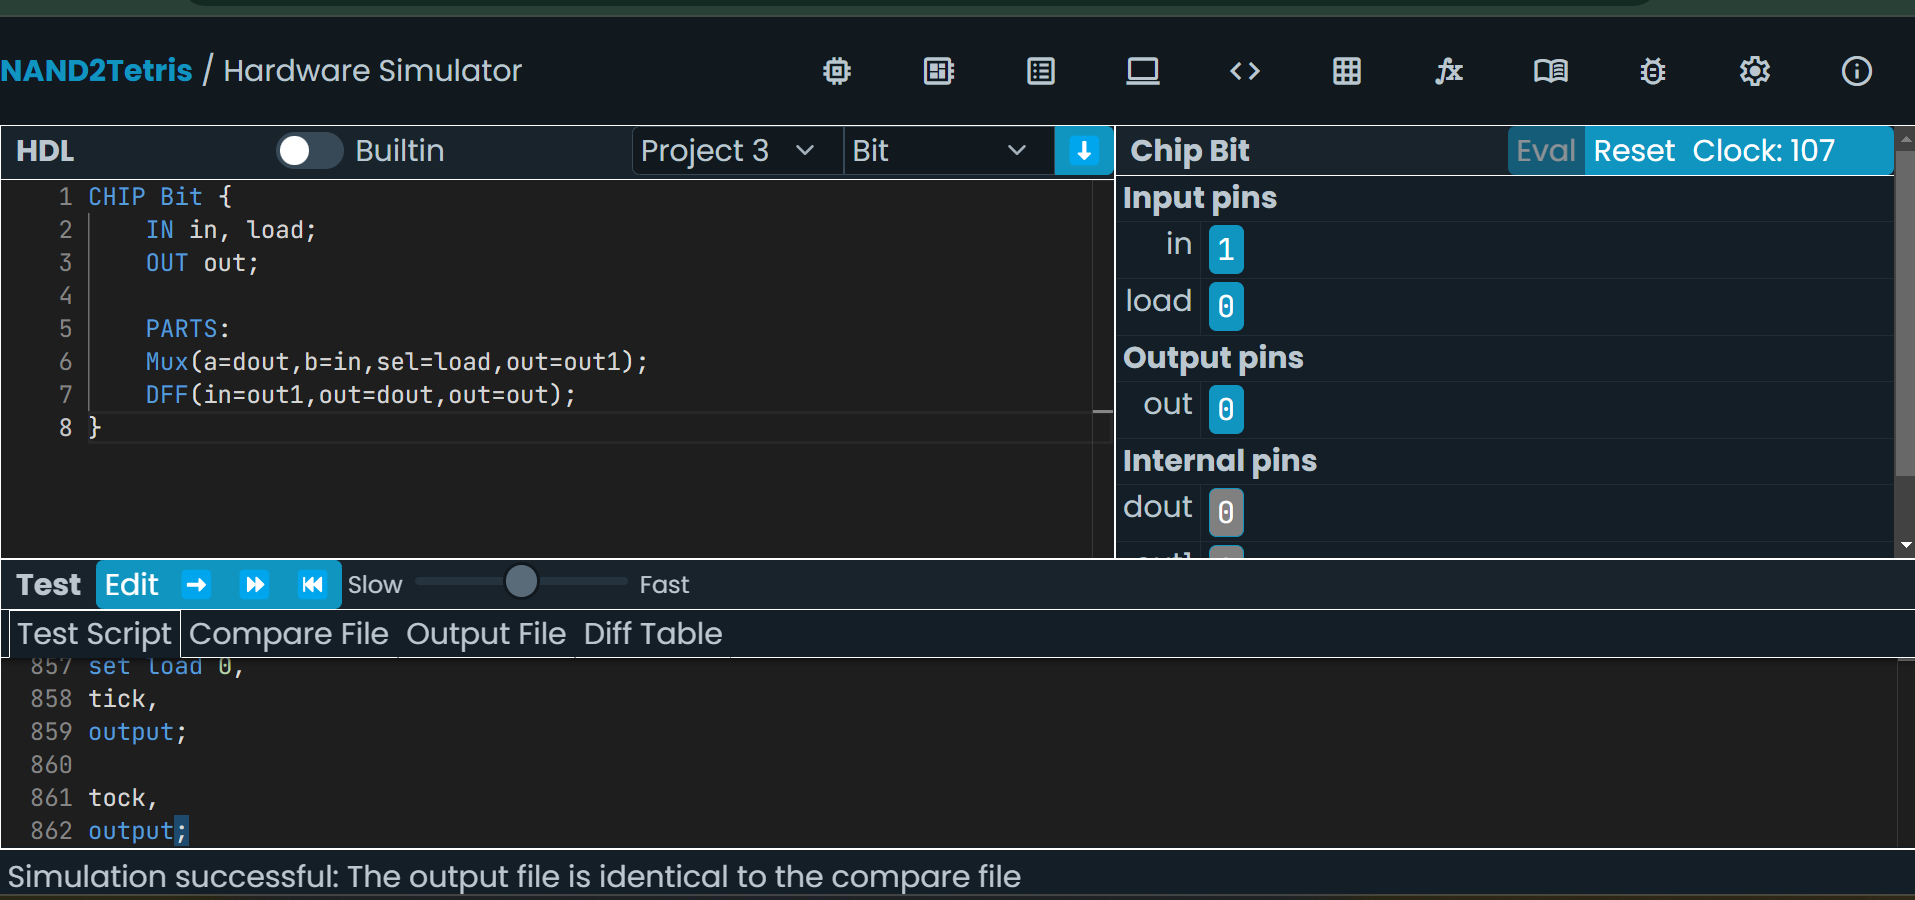 NAND2Tetris / Hardware Simulator
HDL Builtin Project 3 Bit
1 CHIP Bit {
2 IN in, load;
3 OUT out;
4
5 PARTS:
6 Mux(a=dout,b=in,sel=load,out=out1);
7 DFF(in=out1,out=dout,out=out);
8 }
Chip Bit Eval Reset Clock: 107
Input pins
in 1
load 0
Output pins
out 0
Internal pins
dout 0
Test Edit Slow Fast
Test Script Compare File Output File Diff Table
857 set load 0,
858 tick,
859 output;
860
861 tock,
862 output;
Simulation successful: The output file is identical to the compare file